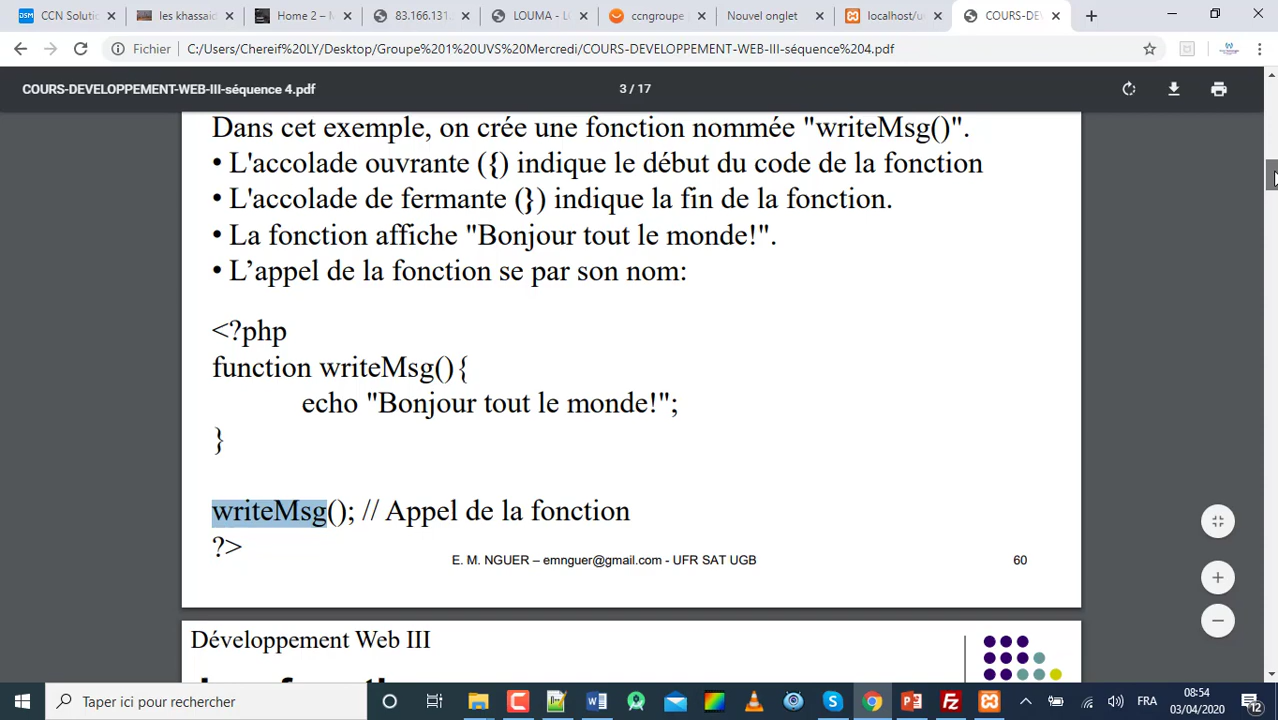 CCN Soluti
les khassaid
Home 2 –
83.166.131.
LOUMA - L
ccngroupe
Nouvel onglet
localhost/u
COURS-DE
Fichier
C:/Users/Chereif%20LY/Desktop/Groupe%201%20UVS%20Mercredi/COURS-DEVELOPPEMENT-WEB-III-séquence%204.pdf
COURS-DEVELOPPEMENT-WEB-III-séquence 4.pdf
3 / 17
Dans cet exemple, on crée une fonction nommée "writeMsg()".
• L'accolade ouvrante ({) indique le début du code de la fonction
• L'accolade de fermante (}) indique la fin de la fonction.
• La fonction affiche "Bonjour tout le monde!".
• L’appel de la fonction se par son nom:
<?php
function writeMsg(){
echo "Bonjour tout le monde!";
}
writeMsg(); // Appel de la fonction
?>
E. M. NGUER – emnguer@gmail.com - UFR SAT UGB
60
Développement Web III
Taper ici pour rechercher
FRA
08:54
03/04/2020
12